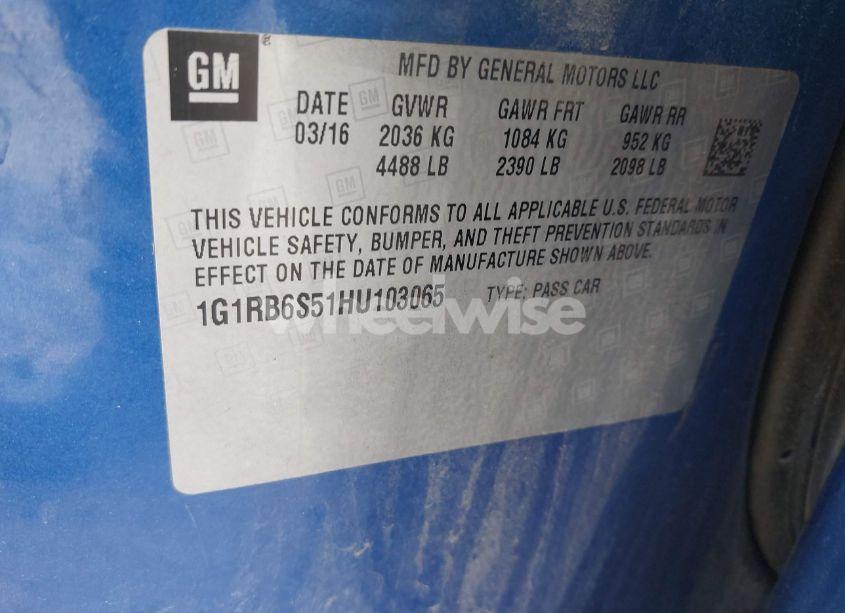 GM
MFD BY GENERAL MOTORS LLC
DATE GVWR GAWR FRT GAWR RR
03/16 2036 KG 1084 KG 952 KG
4488 LB 2390 LB 2098 LB
THIS VEHICLE CONFORMS TO ALL APPLICABLE U.S. FEDERAL MOTOR
VEHICLE SAFETY, BUMPER, AND THEFT PREVENTION STANDARDS IN
EFFECT ON THE DATE OF MANUFACTURE SHOWN ABOVE.
1G1RB6S51HU103065 TYPE: PASS CAR
wheelwise